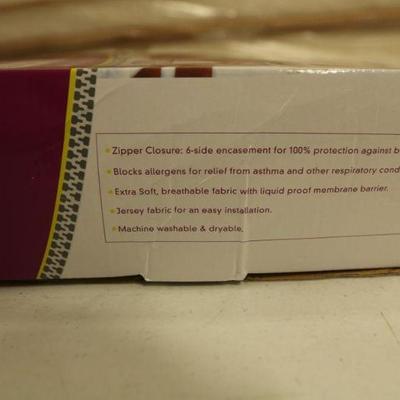 Zipper Closure: 6-side encasement for 100% protection against b
Blocks allergens for relief from asthma and other respiratory cond
Extra Soft, breathable fabric with liquid proof membrane barrier.
Jersey fabric for an easy installation.
Machine washable & dryable.